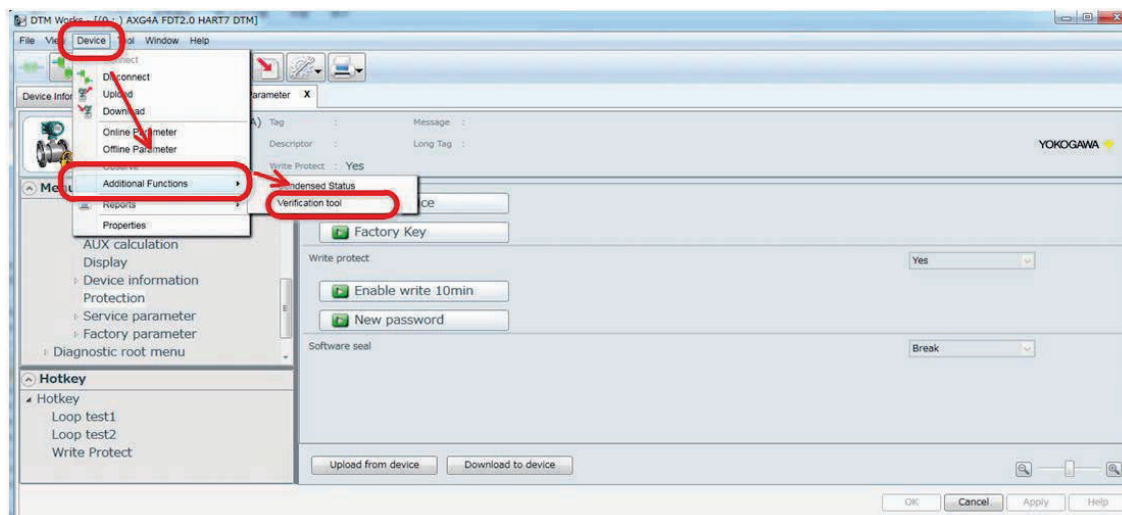 DTM Works - [(0 : ) AXG4A FDT2.0 HART7 DTM]
File View Device Tool Window Help
Connect
Disconnect
Upload
Download
Online Parameter
Offline Parameter
Observe
Additional Functions
Reports
Properties
Condensed Status
Verification tool
Device Infor
arameter X
A) Tag : Message :
Descriptor : Long Tag :
Write Protect : Yes
YOKOGAWA
Menu
AUX calculation
Display
Device information
Protection
Service parameter
Factory parameter
Diagnostic root menu
Hotkey
Hotkey
Loop test1
Loop test2
Write Protect
ce
Factory Key
Write protect Yes
Enable write 10min
New password
Software seal Break
Upload from device Download to device
OK Cancel Apply Help